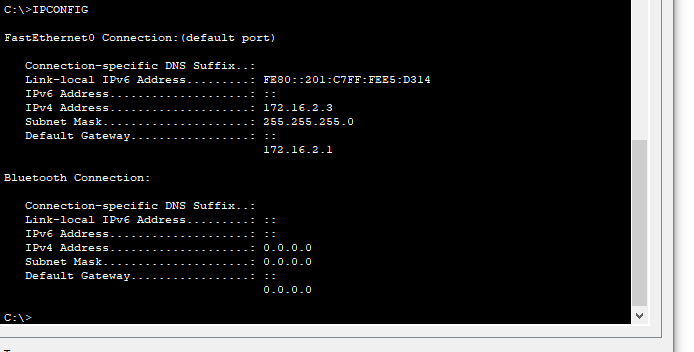 C:\>IPCONFIG
FastEthernet0 Connection:(default port)
Connection-specific DNS Suffix..:
Link-local IPv6 Address.........: FE80::201:C7FF:FEE5:D314
IPv6 Address....................: ::
IPv4 Address....................: 172.16.2.3
Subnet Mask.....................: 255.255.255.0
Default Gateway.................: ::
172.16.2.1
Bluetooth Connection:
Connection-specific DNS Suffix..:
Link-local IPv6 Address.........: ::
IPv6 Address....................: ::
IPv4 Address....................: 0.0.0.0
Subnet Mask.....................: 0.0.0.0
Default Gateway.................: ::
0.0.0.0
C:\>